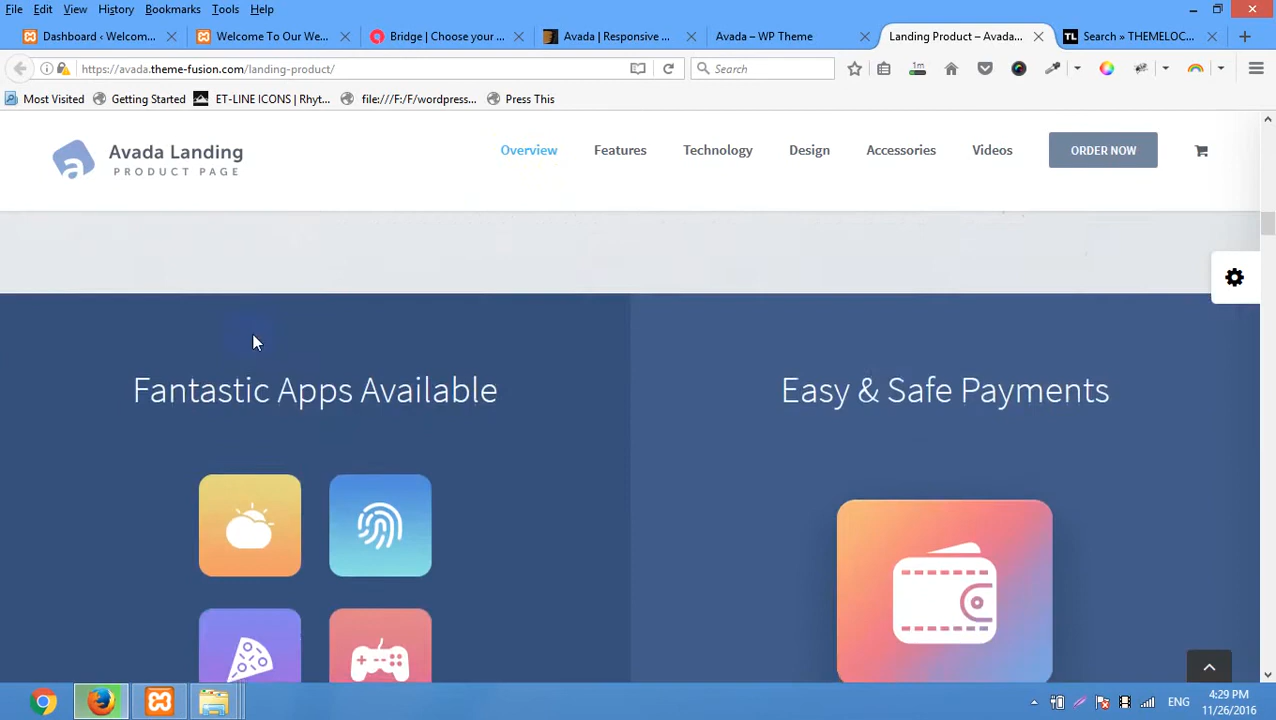 File Edit View History Bookmarks Tools Help
Dashboard ‹ Welcom... Welcome To Our We... Bridge | Choose your ... Avada | Responsive ... Avada – WP Theme Landing Product – Avada... TL Search » THEMELOC...
https://avada.theme-fusion.com/landing-product/ Search 1m
Most Visited Getting Started ET-LINE ICONS | Rhyt... file:///F:/F/wordpress... Press This
Avada Landing
PRODUCT PAGE
Overview Features Technology Design Accessories Videos ORDER NOW
Fantastic Apps Available
Easy & Safe Payments
ENG
4:29 PM
11/26/2016